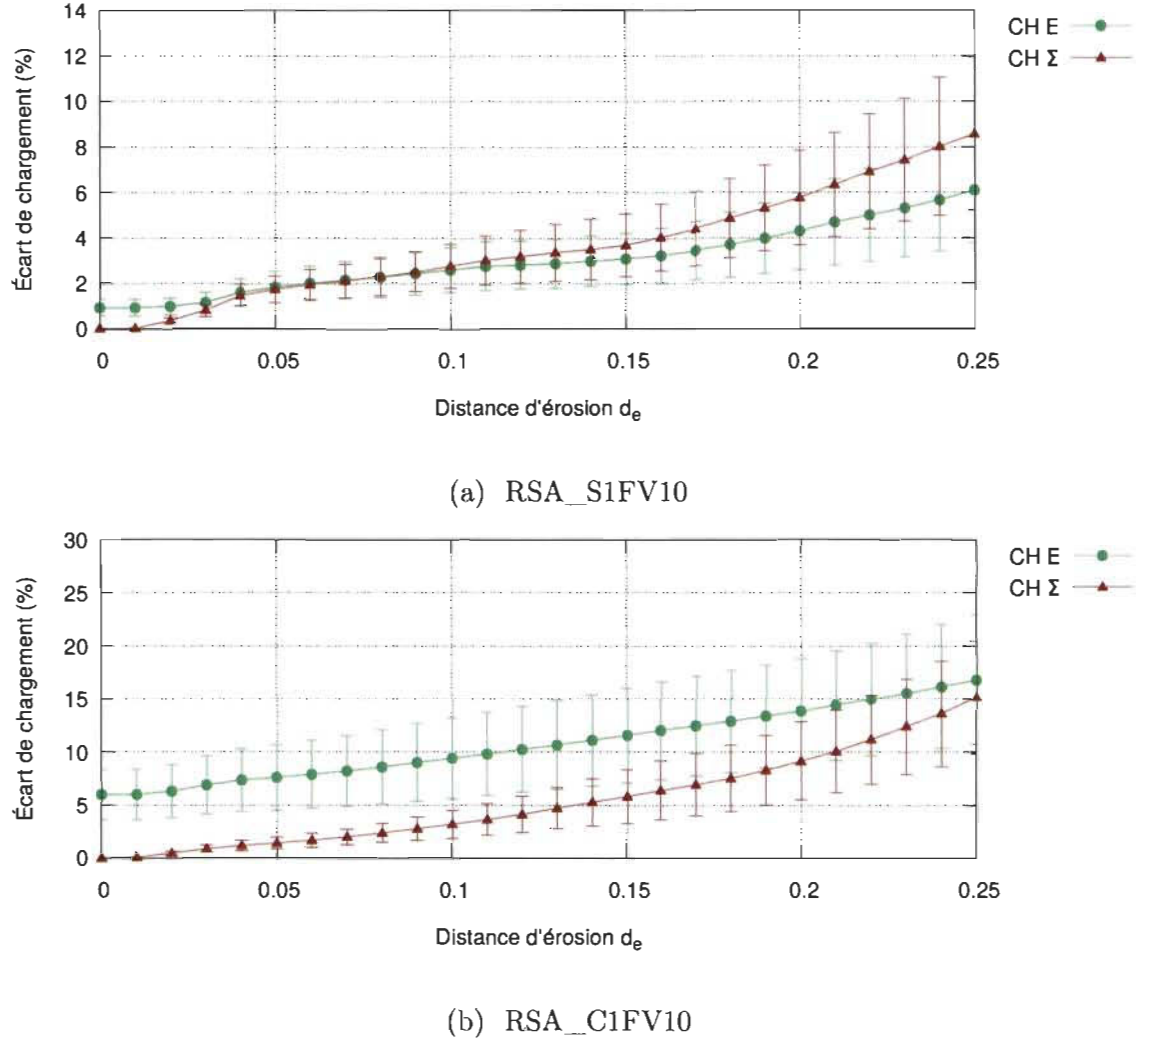 14
12
10
8
6
4
2
0
Écart de chargement (%)
0 0.05 0.1 0.15 0.2 0.25
Distance d'érosion de
CH E
CH Σ
(a) RSA_S1FV10
30
25
20
15
10
5
0
Écart de chargement (%)
0 0.05 0.1 0.15 0.2 0.25
Distance d'érosion de
CH E
CH Σ
(b) RSA_C1FV10